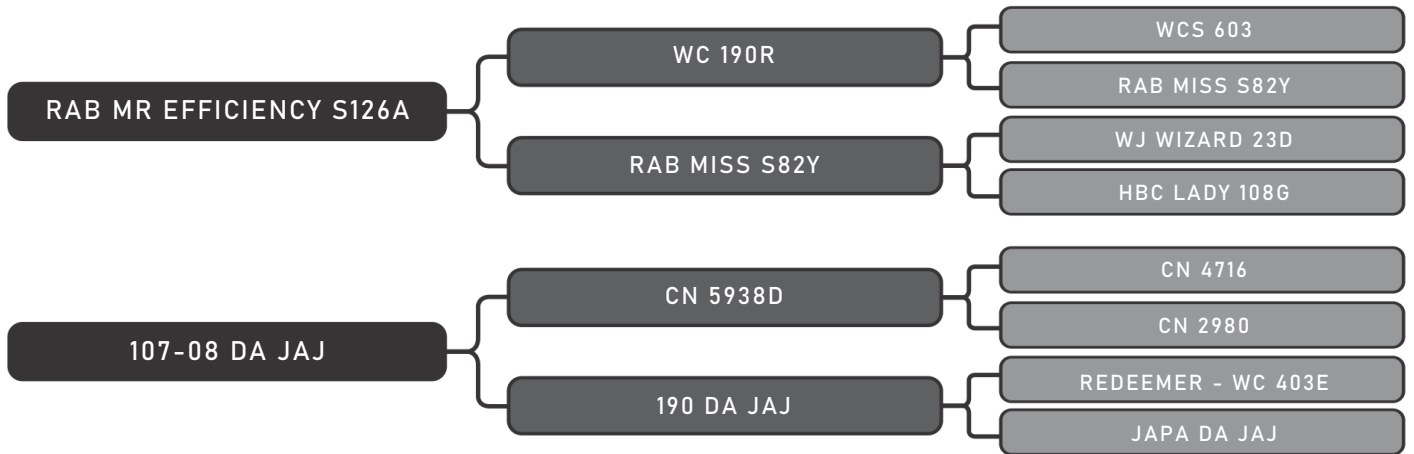 RAB MR EFFICIENCY S126A
WC 190R
WCS 603
RAB MISS S82Y
RAB MISS S82Y
WJ WIZARD 23D
HBC LADY 108G
107-08 DA JAJ
CN 5938D
CN 4716
CN 2980
190 DA JAJ
REDEEMER - WC 403E
JAPA DA JAJ